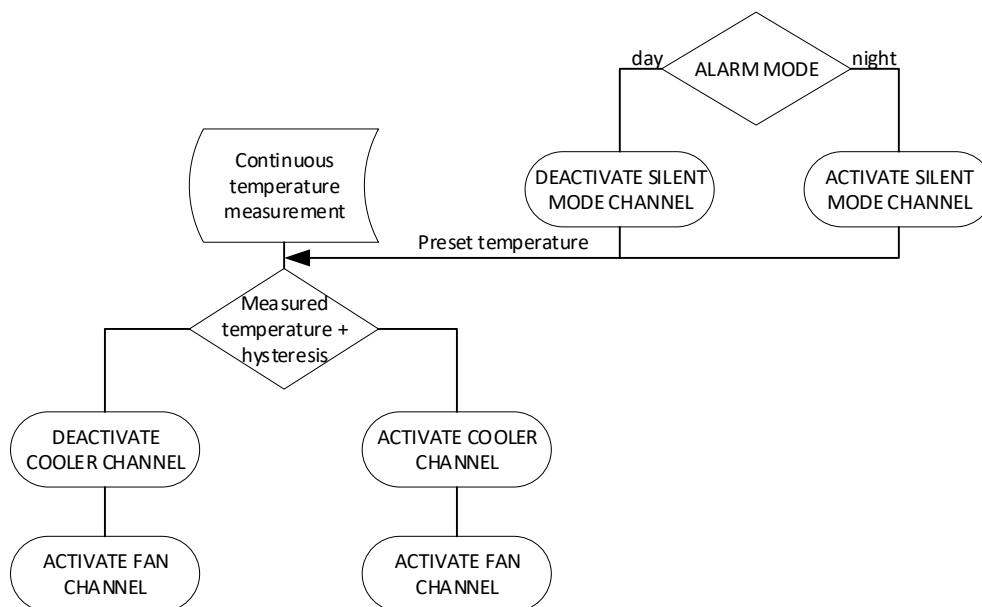 day
ALARM MODE
night
Continuous
temperature
measurement
DEACTIVATE SILENT
MODE CHANNEL
ACTIVATE SILENT
MODE CHANNEL
Preset temperature
Measured
temperature +
hysteresis
DEACTIVATE
COOLER CHANNEL
ACTIVATE COOLER
CHANNEL
ACTIVATE FAN
CHANNEL
ACTIVATE FAN
CHANNEL